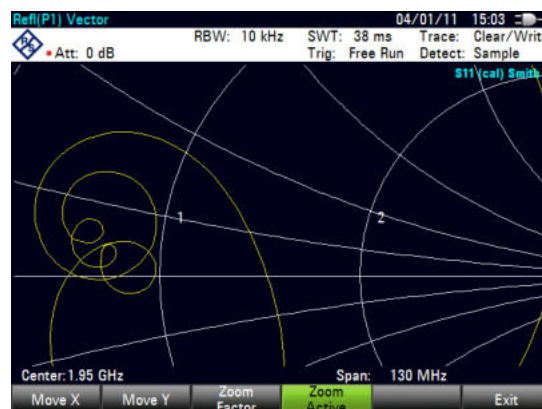 Refl(P1) Vector 04/01/11 15:03
RBW: 10 kHz SWT: 38 ms Trace: Clear/Writ
Att: 0 dB Trig: Free Run Detect: Sample
S11 (cal) Smith
1
2
Center: 1.95 GHz Span: 130 MHz
Move X Move Y Zoom Factor Zoom Active Exit